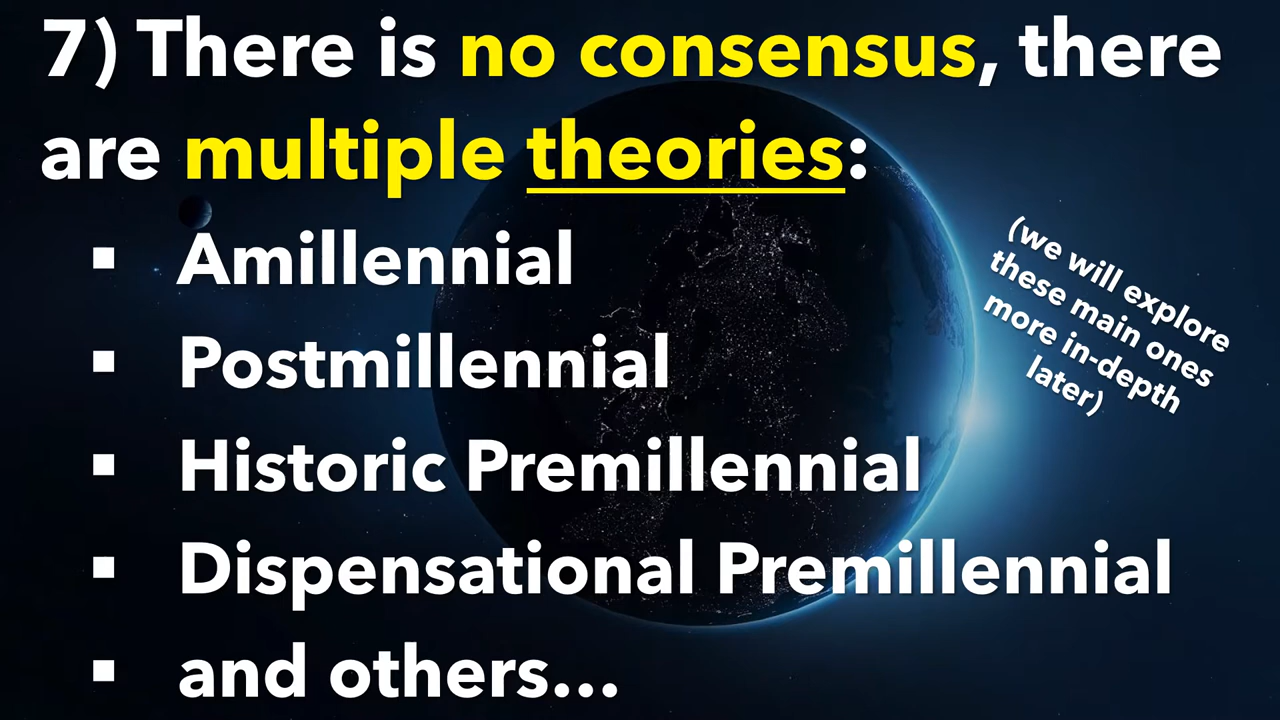 7) There is no consensus, there
are multiple theories:
▪ Amillennial
▪ Postmillennial
▪ Historic Premillennial
▪ Dispensational Premillennial
▪ and others...
(we will explore
these main ones
more in-depth
later)